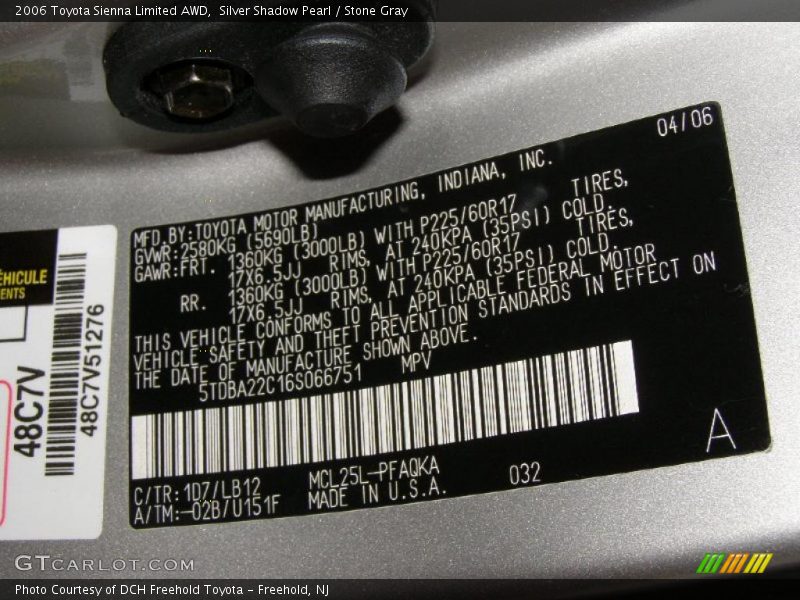 2006 Toyota Sienna Limited AWD,  Silver Shadow Pearl / Stone Gray
04/06
MFD.BY:TOYOTA MOTOR MANUFACTURING, INDIANA, INC.
GVWR:2580KG (5690LB)
GAWR:FRT. 1360KG (3000LB) WITH P225/60R17 TIRES,
17X6.5JJ RIMS, AT 240KPA (35PSI) COLD.
RR. 1360KG (3000LB) WITH P225/60R17 TIRES,
17X6.5JJ RIMS, AT 240KPA (35PSI) COLD.
THIS VEHICLE CONFORMS TO ALL APPLICABLE FEDERAL MOTOR
VEHICLE SAFETY AND THEFT PREVENTION STANDARDS IN EFFECT ON
THE DATE OF MANUFACTURE SHOWN ABOVE.
5TDBA22C16S066751 MPV
C/TR:1D7/LB12 MCL25L-PFAQKA 032
A/TM:-02B/U151F MADE IN U.S.A.
A
ÉHICULE
ENTS
48C7V
48C7V51276
GTCARLOT.COM
Photo Courtesy of DCH Freehold Toyota - Freehold, NJ